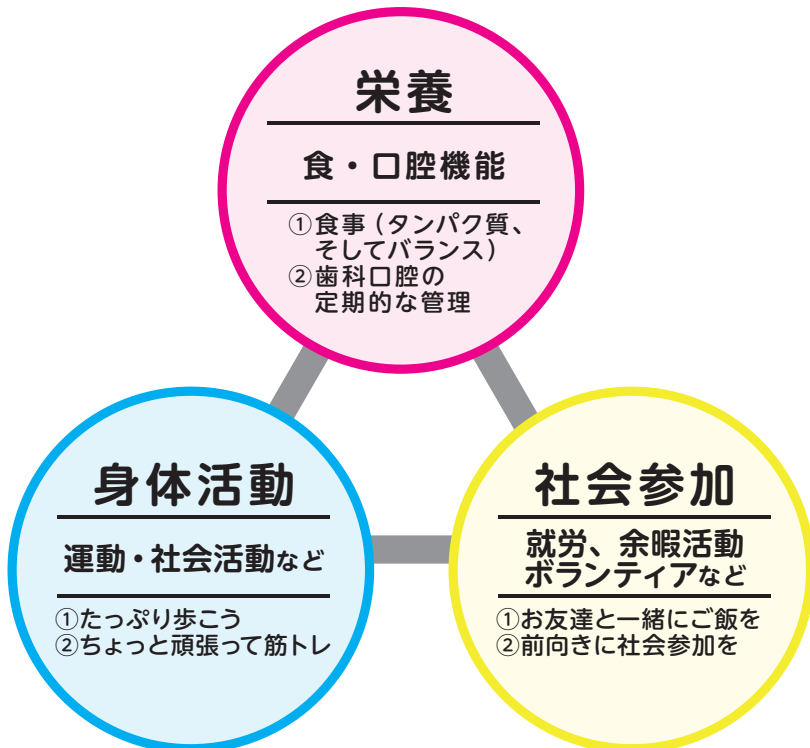 栄養
食・口腔機能
①食事（タンパク質、
そしてバランス）
②歯科口腔の
定期的な管理
身体活動
運動・社会活動など
①たっぷり歩こう
②ちょっと頑張って筋トレ
社会参加
就労、余暇活動
ボランティアなど
①お友達と一緒にご飯を
②前向きに社会参加を